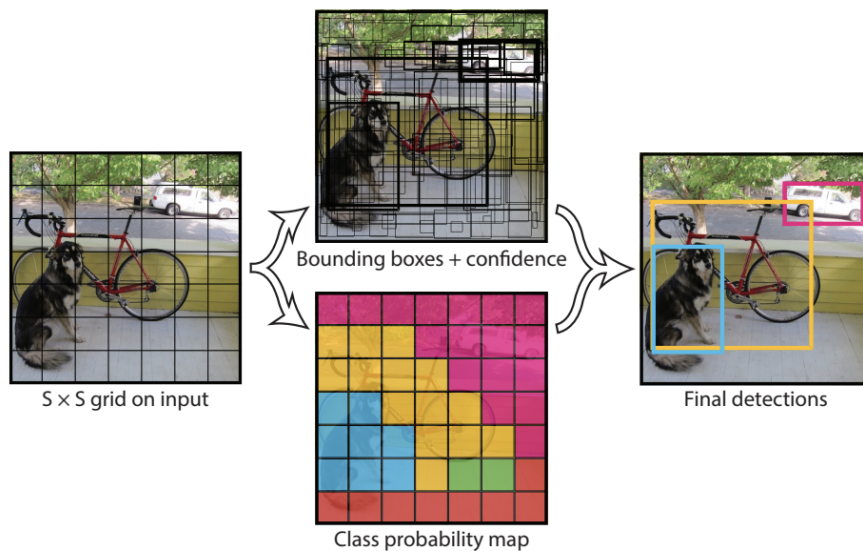 Bounding boxes + confidence
S × S grid on input
Final detections
Class probability map